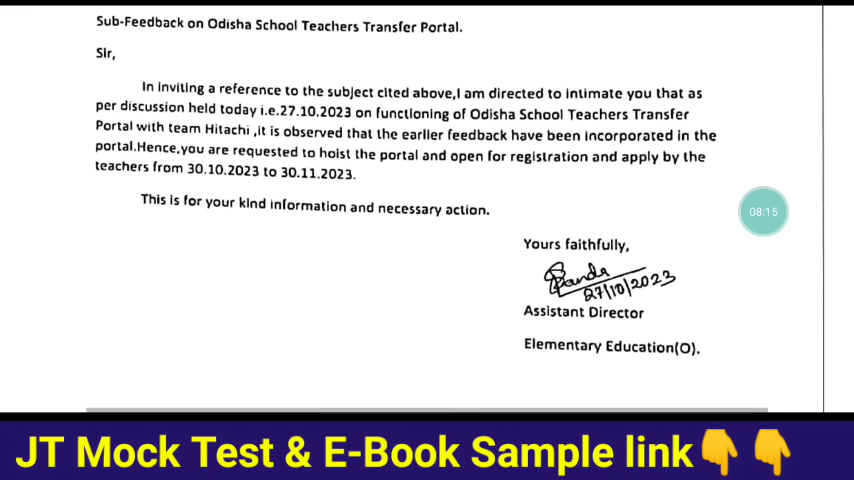 Sub-Feedback on Odisha School Teachers Transfer Portal.
Sir,
In inviting a reference to the subject cited above,I am directed to intimate you that as
per discussion held today i.e.27.10.2023 on functioning of Odisha School Teachers Transfer
Portal with team Hitachi ,it is observed that the earlier feedback have been incorporated in the
portal.Hence,you are requested to hoist the portal and open for registration and apply by the
teachers from 30.10.2023 to 30.11.2023.
This is for your kind information and necessary action.
08:15
Yours faithfully,
27/10/2023
Assistant Director
Elementary Education(O).
JT Mock Test & E-Book Sample link👇👇